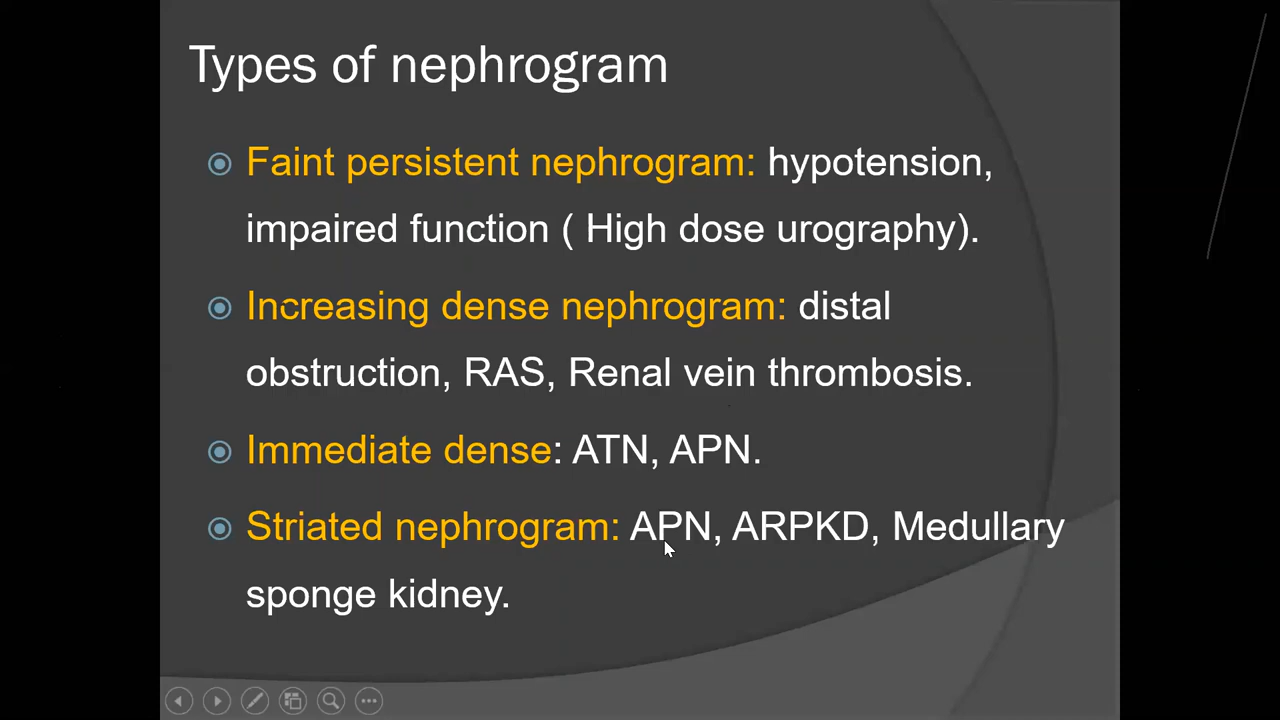 Types of nephrogram
Faint persistent nephrogram: hypotension,
impaired function ( High dose urography).
Increasing dense nephrogram: distal
obstruction, RAS, Renal vein thrombosis.
Immediate dense: ATN, APN.
Striated nephrogram: APN, ARPKD, Medullary
sponge kidney.